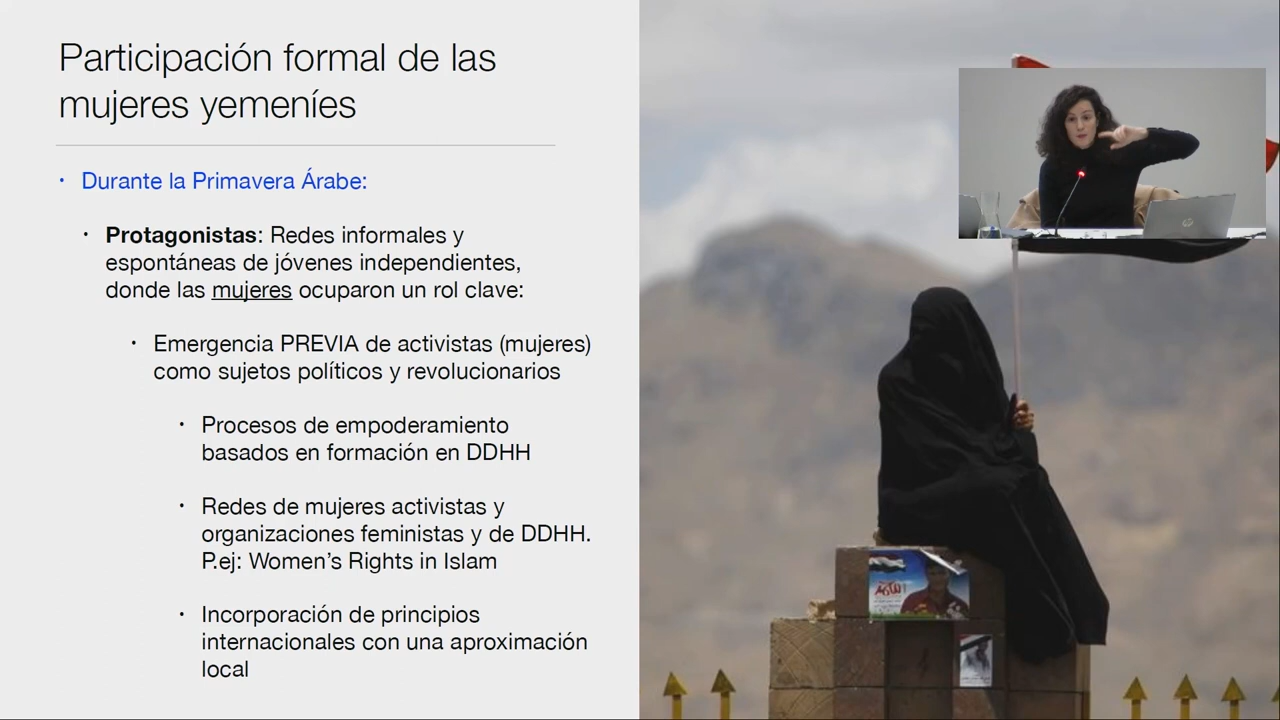 Participación formal de las
mujeres yemeníes
• Durante la Primavera Árabe:
• Protagonistas: Redes informales y
espontáneas de jóvenes independientes,
donde las mujeres ocuparon un rol clave:
• Emergencia PREVIA de activistas (mujeres)
como sujetos políticos y revolucionarios
• Procesos de empoderamiento
basados en formación en DDHH
• Redes de mujeres activistas y
organizaciones feministas y de DDHH.
P.ej: Women's Rights in Islam
• Incorporación de principios
internacionales con una aproximación
local